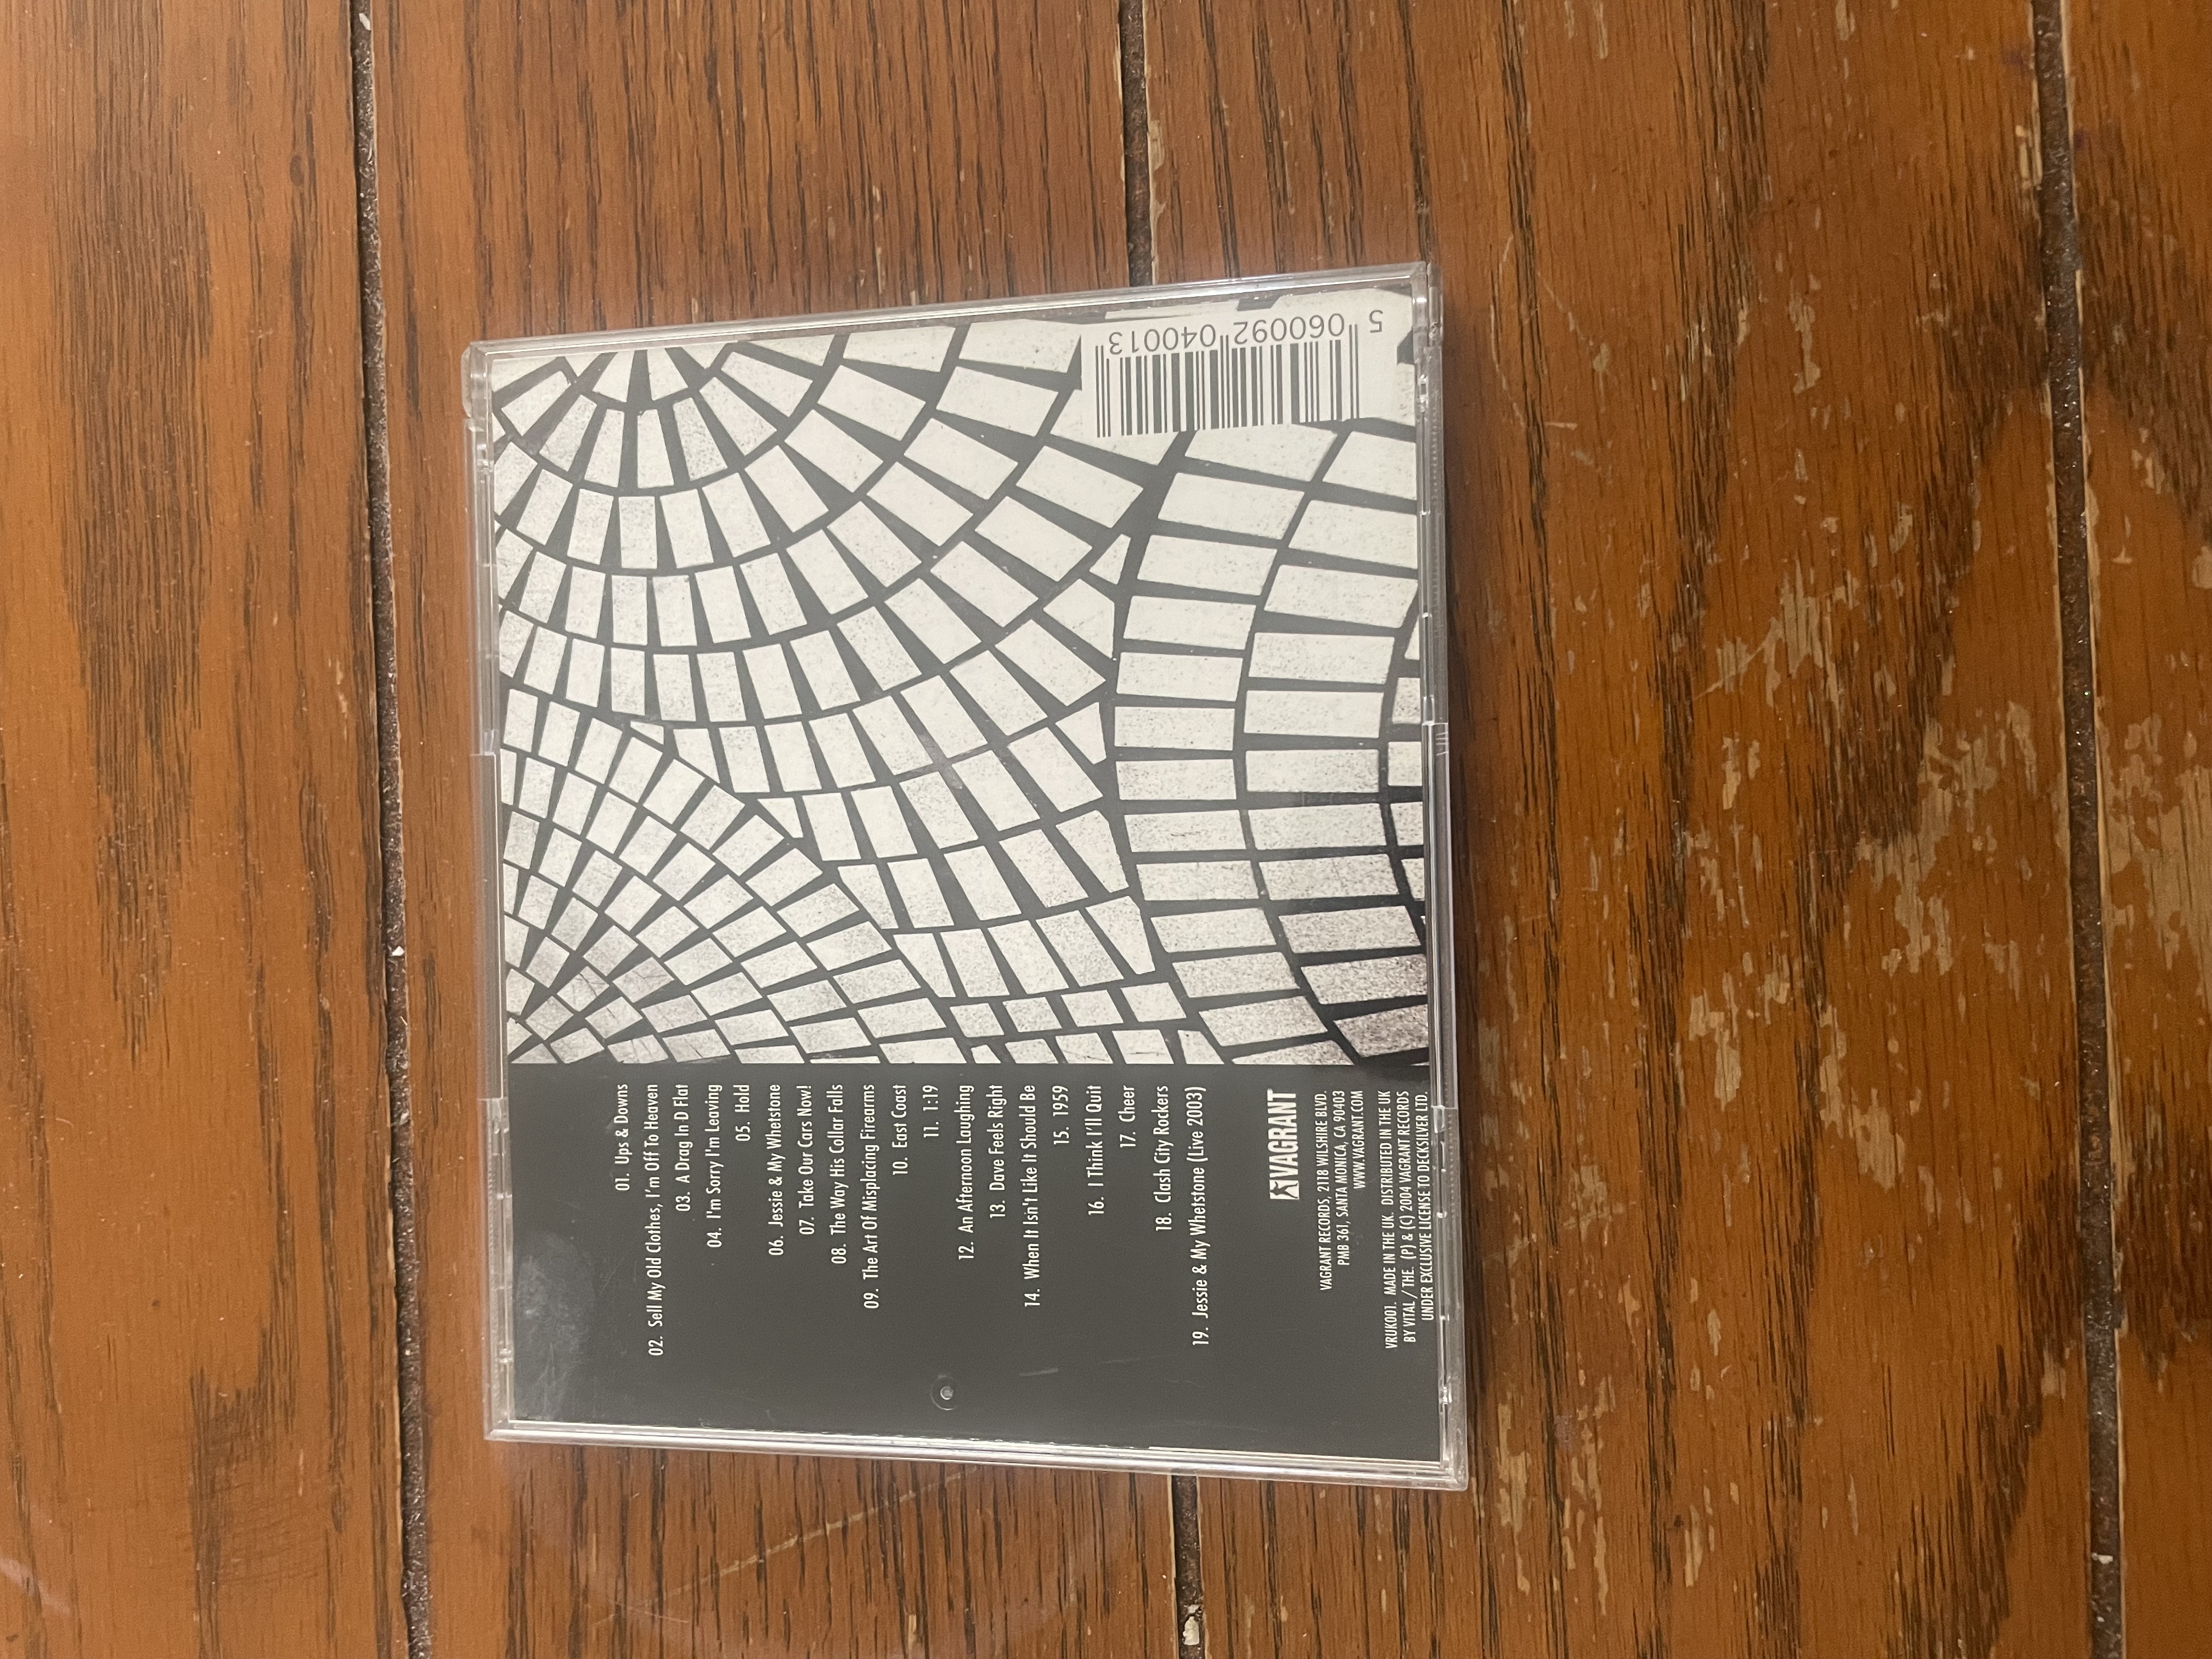 01. Ups & Downs
02. Sell My Old Clothes, I'm Off To Heaven
03. A Drag In D Flat
04. I'm Sorry I'm Leaving
05. Hold
06. Jessie & My Whetstone
07. Take Our Cars Now!
08. The Way His Collar Falls
09. The Art Of Misplacing Firearms
10. East Coast
11. 1:19
12. An Afternoon Laughing
13. Dave Feels Right
14. When It Isn't Like It Should Be
15. 1959
16. I Think I'll Quit
17. Cheer
18. Clash City Rockers
19. Jessie & My Whetstone (Live 2003)
VAGRANT
VAGRANT RECORDS, 2118 WILSHIRE BLVD.
PMB 361, SANTA MONICA, CA 90403
WWW.VAGRANT.COM
VRUK001. MADE IN THE UK. DISTRIBUTED IN THE UK
BY VITAL / THE. (P) & (C) 2004 VAGRANT RECORDS
UNDER EXCLUSIVE LICENSE TO DECKSILVER LTD.
5 060092 040013